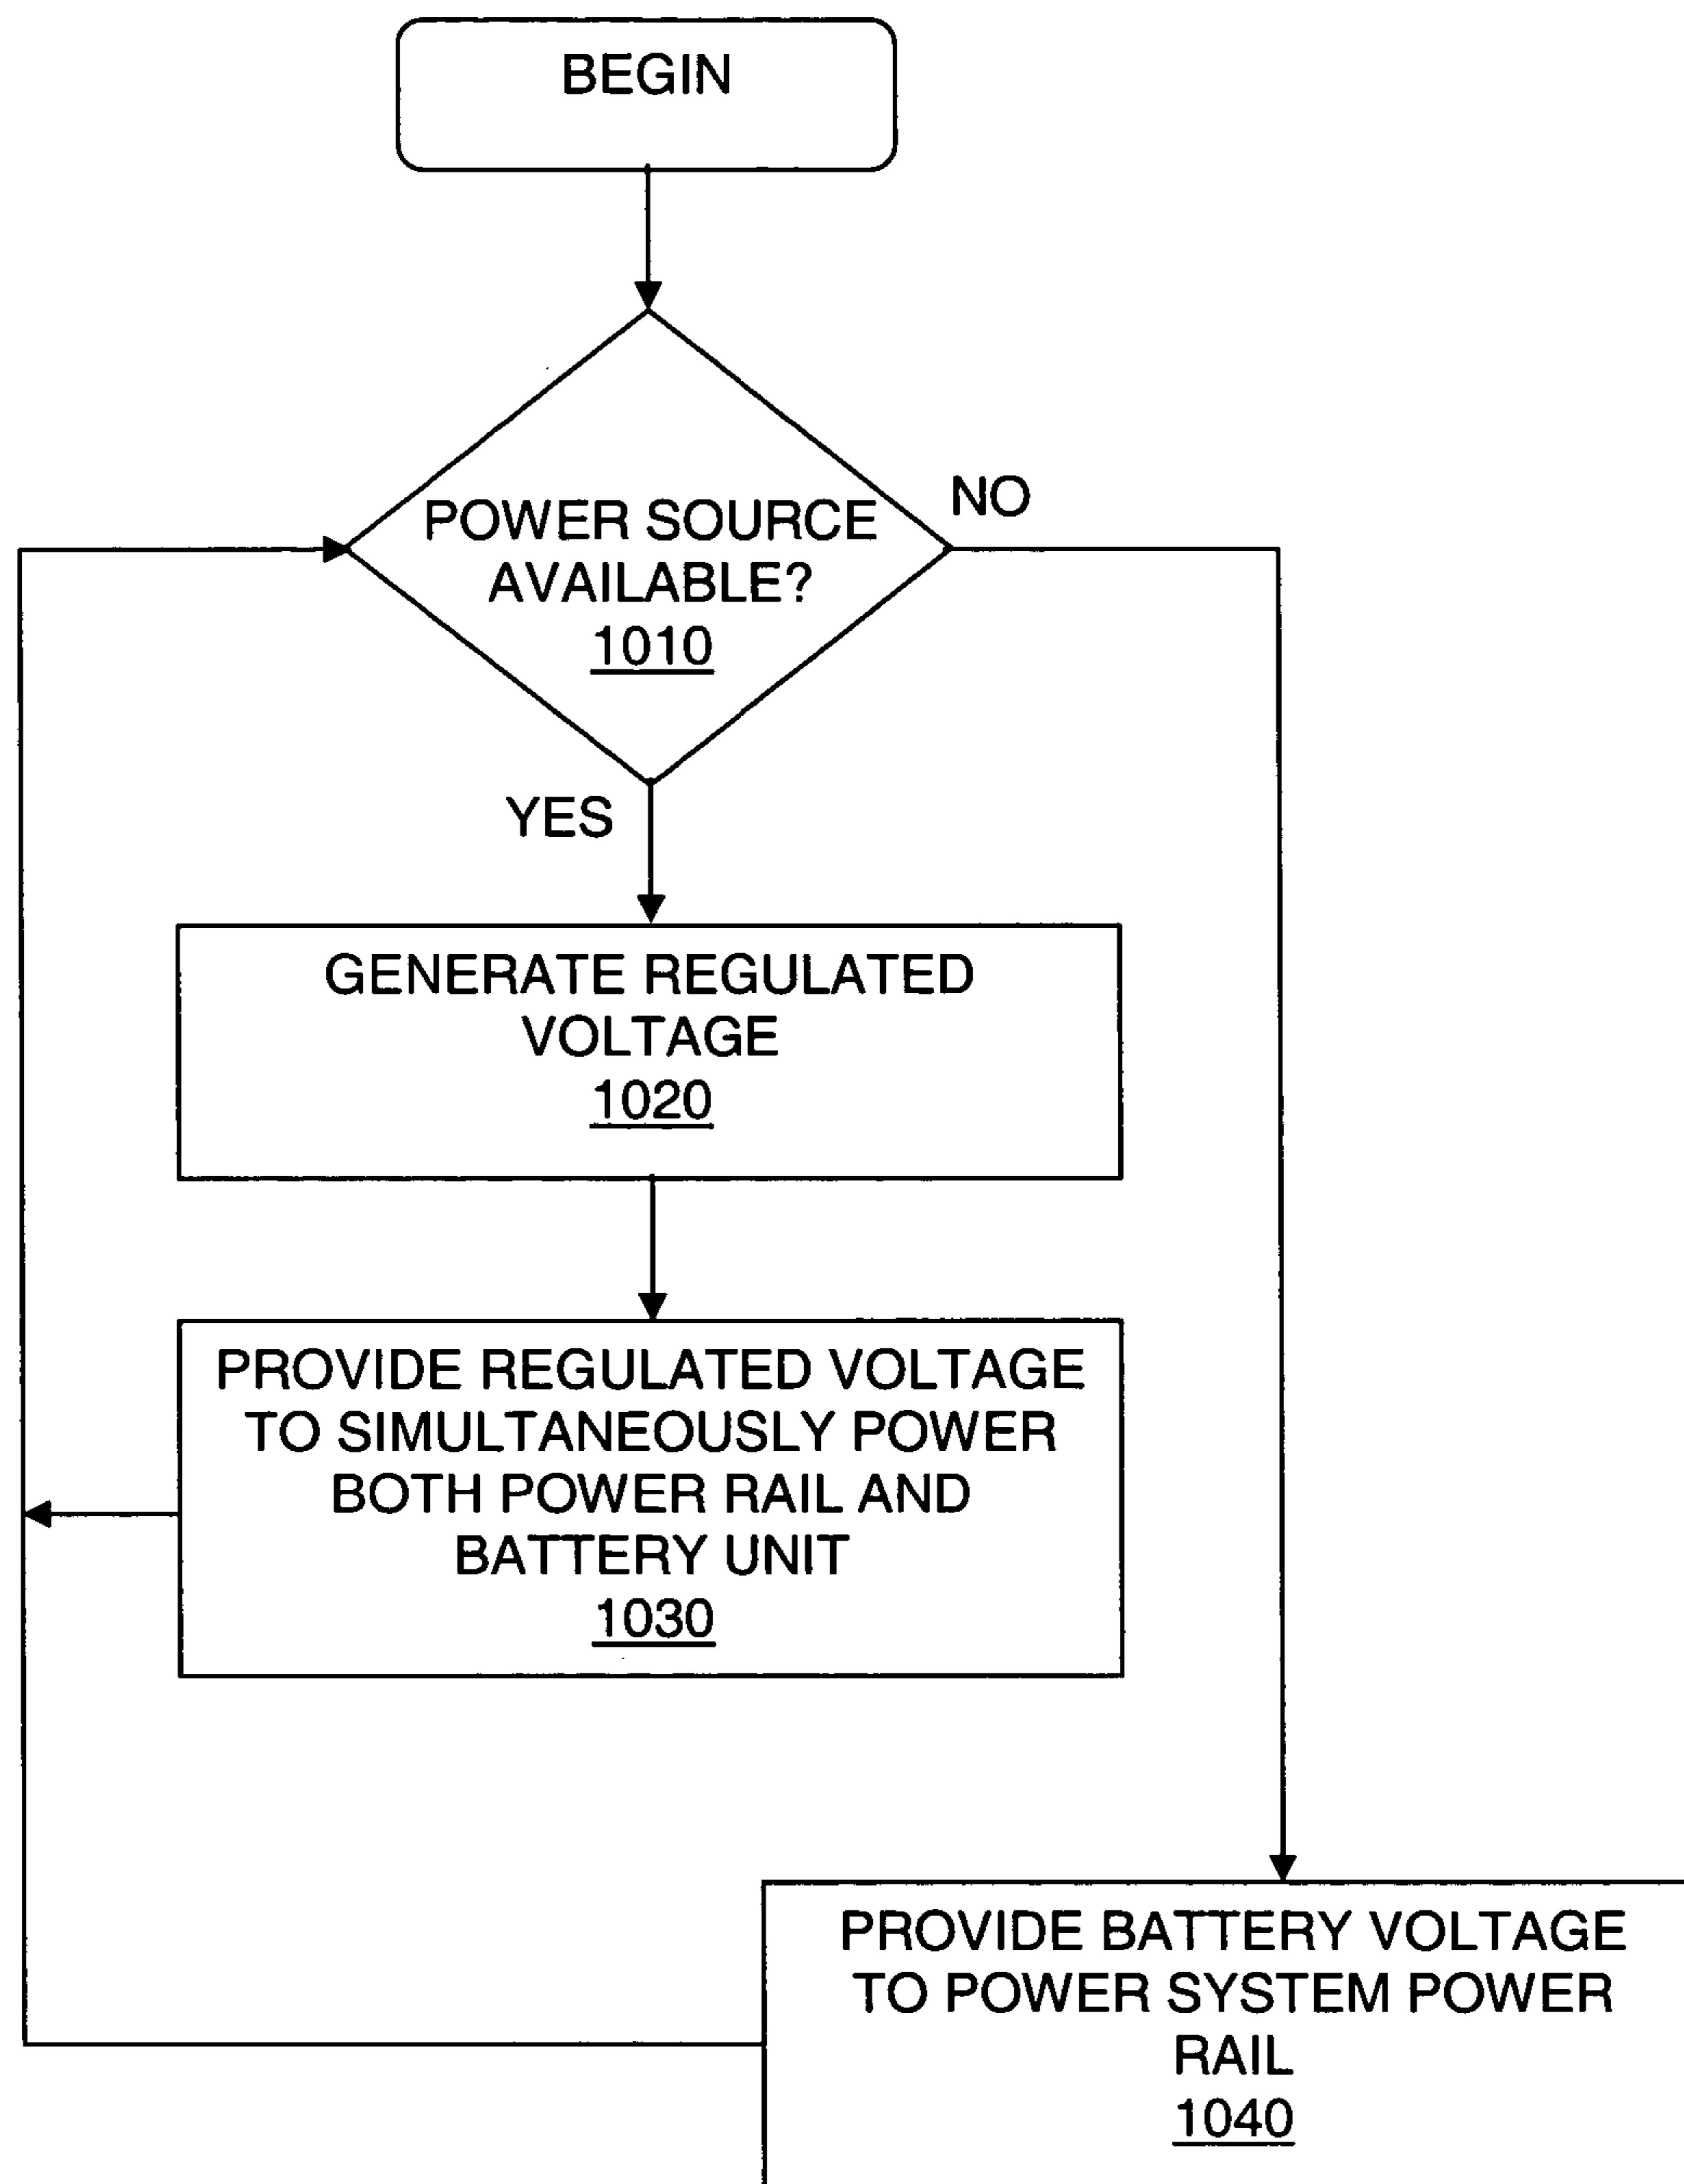 BEGIN
POWER SOURCE
AVAILABLE?
1010
NO
YES
GENERATE REGULATED
VOLTAGE
1020
PROVIDE REGULATED VOLTAGE
TO SIMULTANEOUSLY POWER
BOTH POWER RAIL AND
BATTERY UNIT
1030
PROVIDE BATTERY VOLTAGE
TO POWER SYSTEM POWER
RAIL
1040